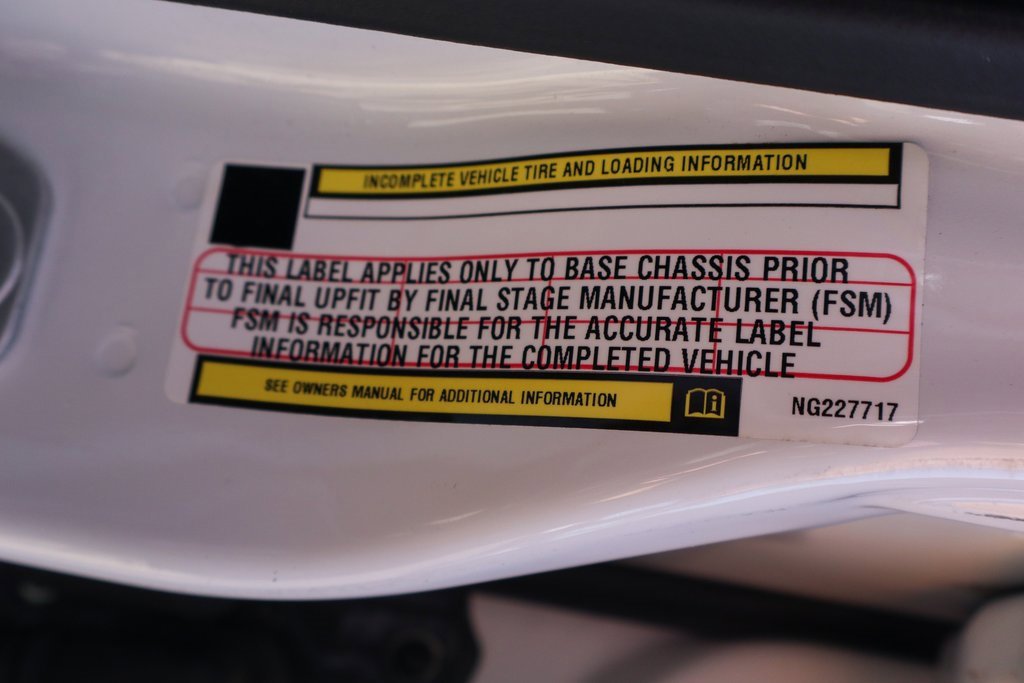 INCOMPLETE VEHICLE TIRE AND LOADING INFORMATION
THIS LABEL APPLIES ONLY TO BASE CHASSIS PRIOR
TO FINAL UPFIT BY FINAL STAGE MANUFACTURER (FSM)
FSM IS RESPONSIBLE FOR THE ACCURATE LABEL
INFORMATION FOR THE COMPLETED VEHICLE
SEE OWNERS MANUAL FOR ADDITIONAL INFORMATION
NG227717